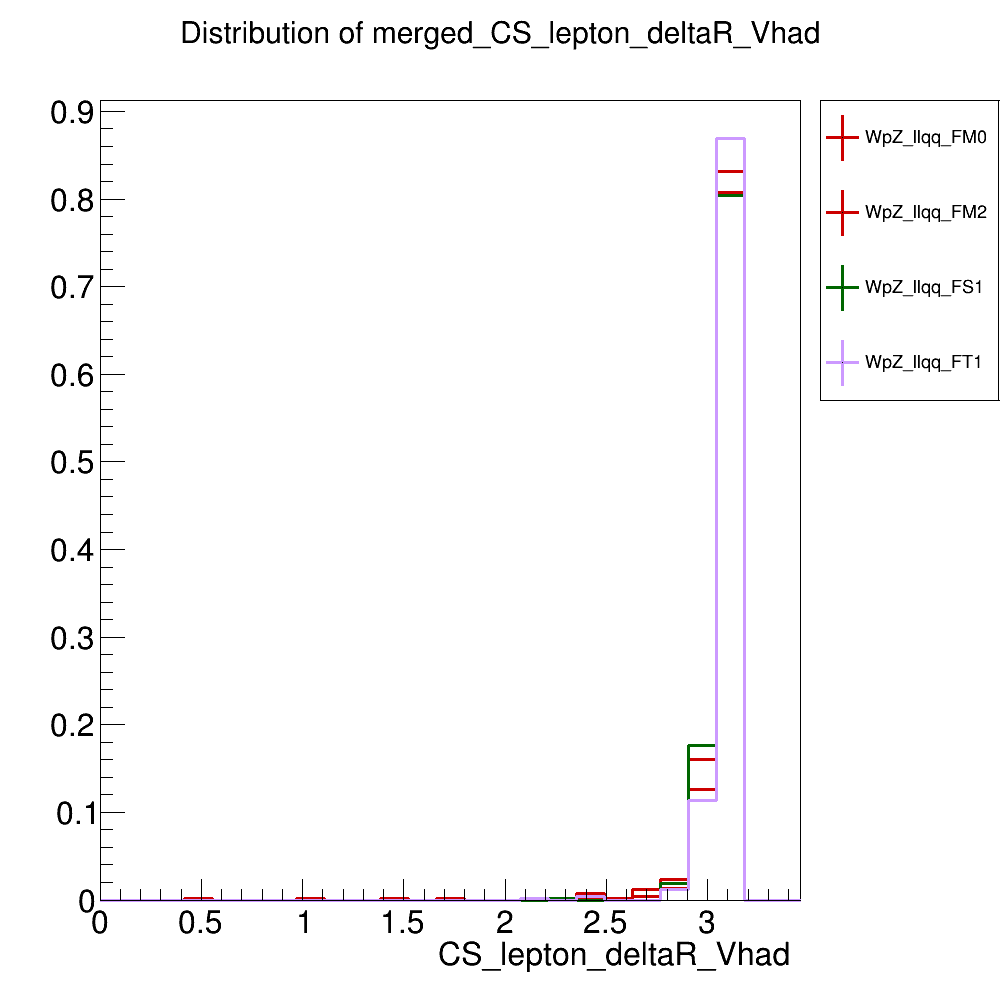 Distribution of merged_CS_lepton_deltaR_Vhad
0.9
0.8
0.7
0.6
0.5
0.4
0.3
0.2
0.1
0
0 0.5 1 1.5 2 2.5 3
CS_lepton_deltaR_Vhad
WpZ_llqq_FM0
WpZ_llqq_FM2
WpZ_llqq_FS1
WpZ_llqq_FT1